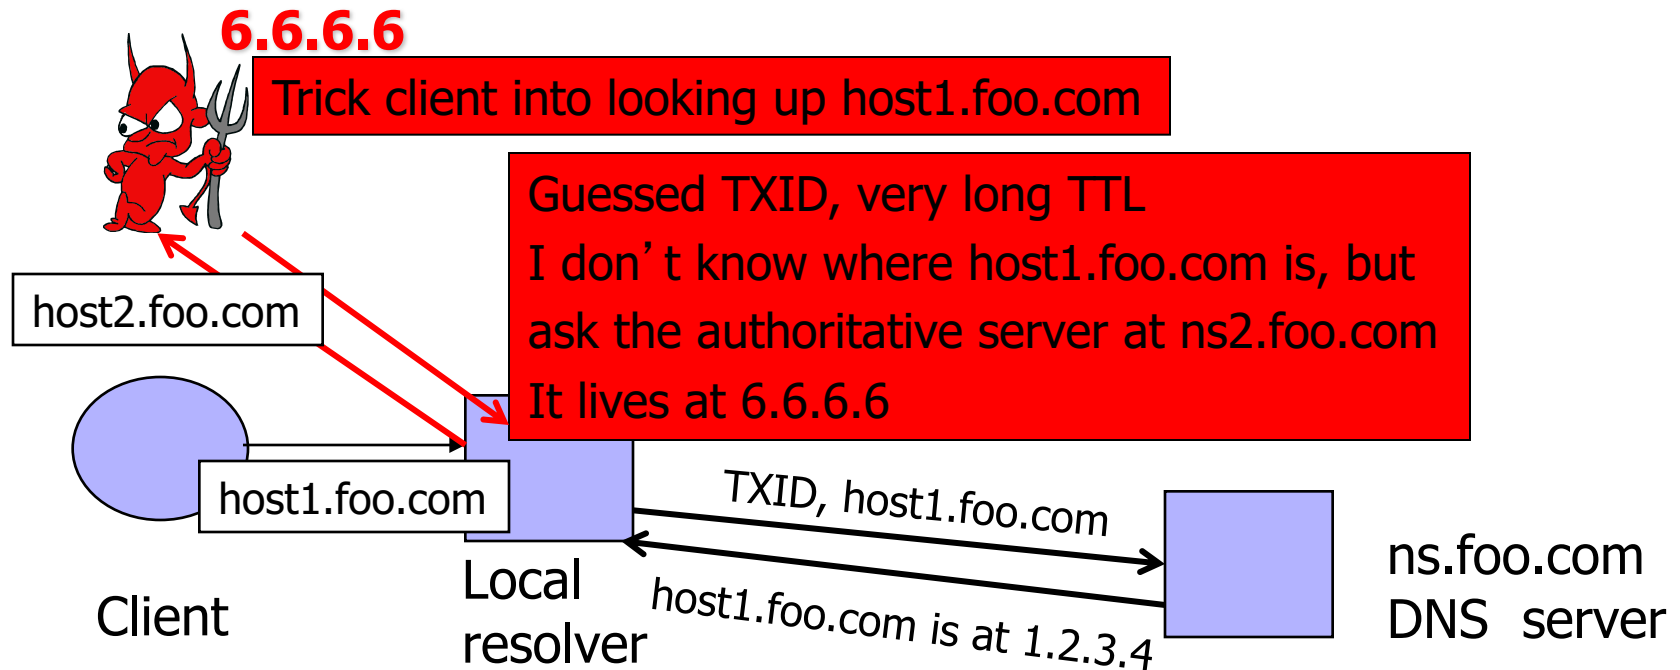 6.6.6.6
Trick client into looking up host1.foo.com
Guessed TXID, very long TTL
I don’t know where host1.foo.com is, but
ask the authoritative server at ns2.foo.com
It lives at 6.6.6.6
host2.foo.com
host1.foo.com
TXID, host1.foo.com
host1.foo.com is at 1.2.3.4
Client
Local
resolver
ns.foo.com
DNS server